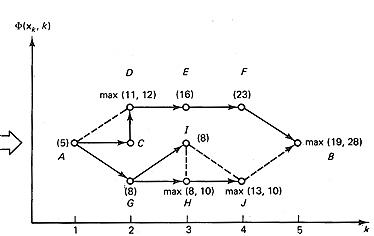 Φ(xk, k)
D E F
max (11, 12) (16) (23)
I
(5) C (8) max (19, 28)
A B
(8) max (8, 10) max (13, 10)
G H J
1 2 3 4 5 k